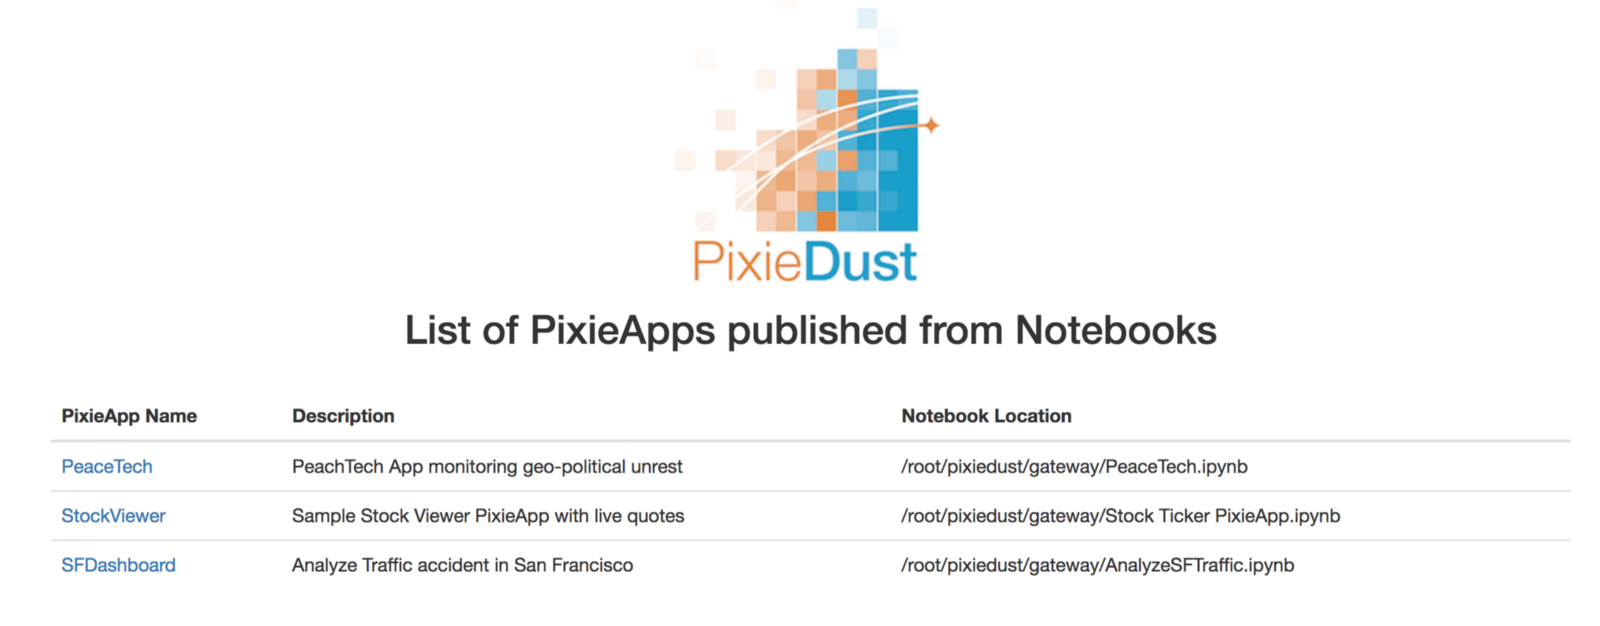 PixieDust
List of PixieApps published from Notebooks
PixieApp Name Description Notebook Location
PeaceTech PeachTech App monitoring geo-political unrest /root/pixiedust/gateway/PeaceTech.ipynb
StockViewer Sample Stock Viewer PixieApp with live quotes /root/pixiedust/gateway/Stock Ticker PixieApp.ipynb
SFDashboard Analyze Traffic accident in San Francisco /root/pixiedust/gateway/AnalyzeSFTraffic.ipynb